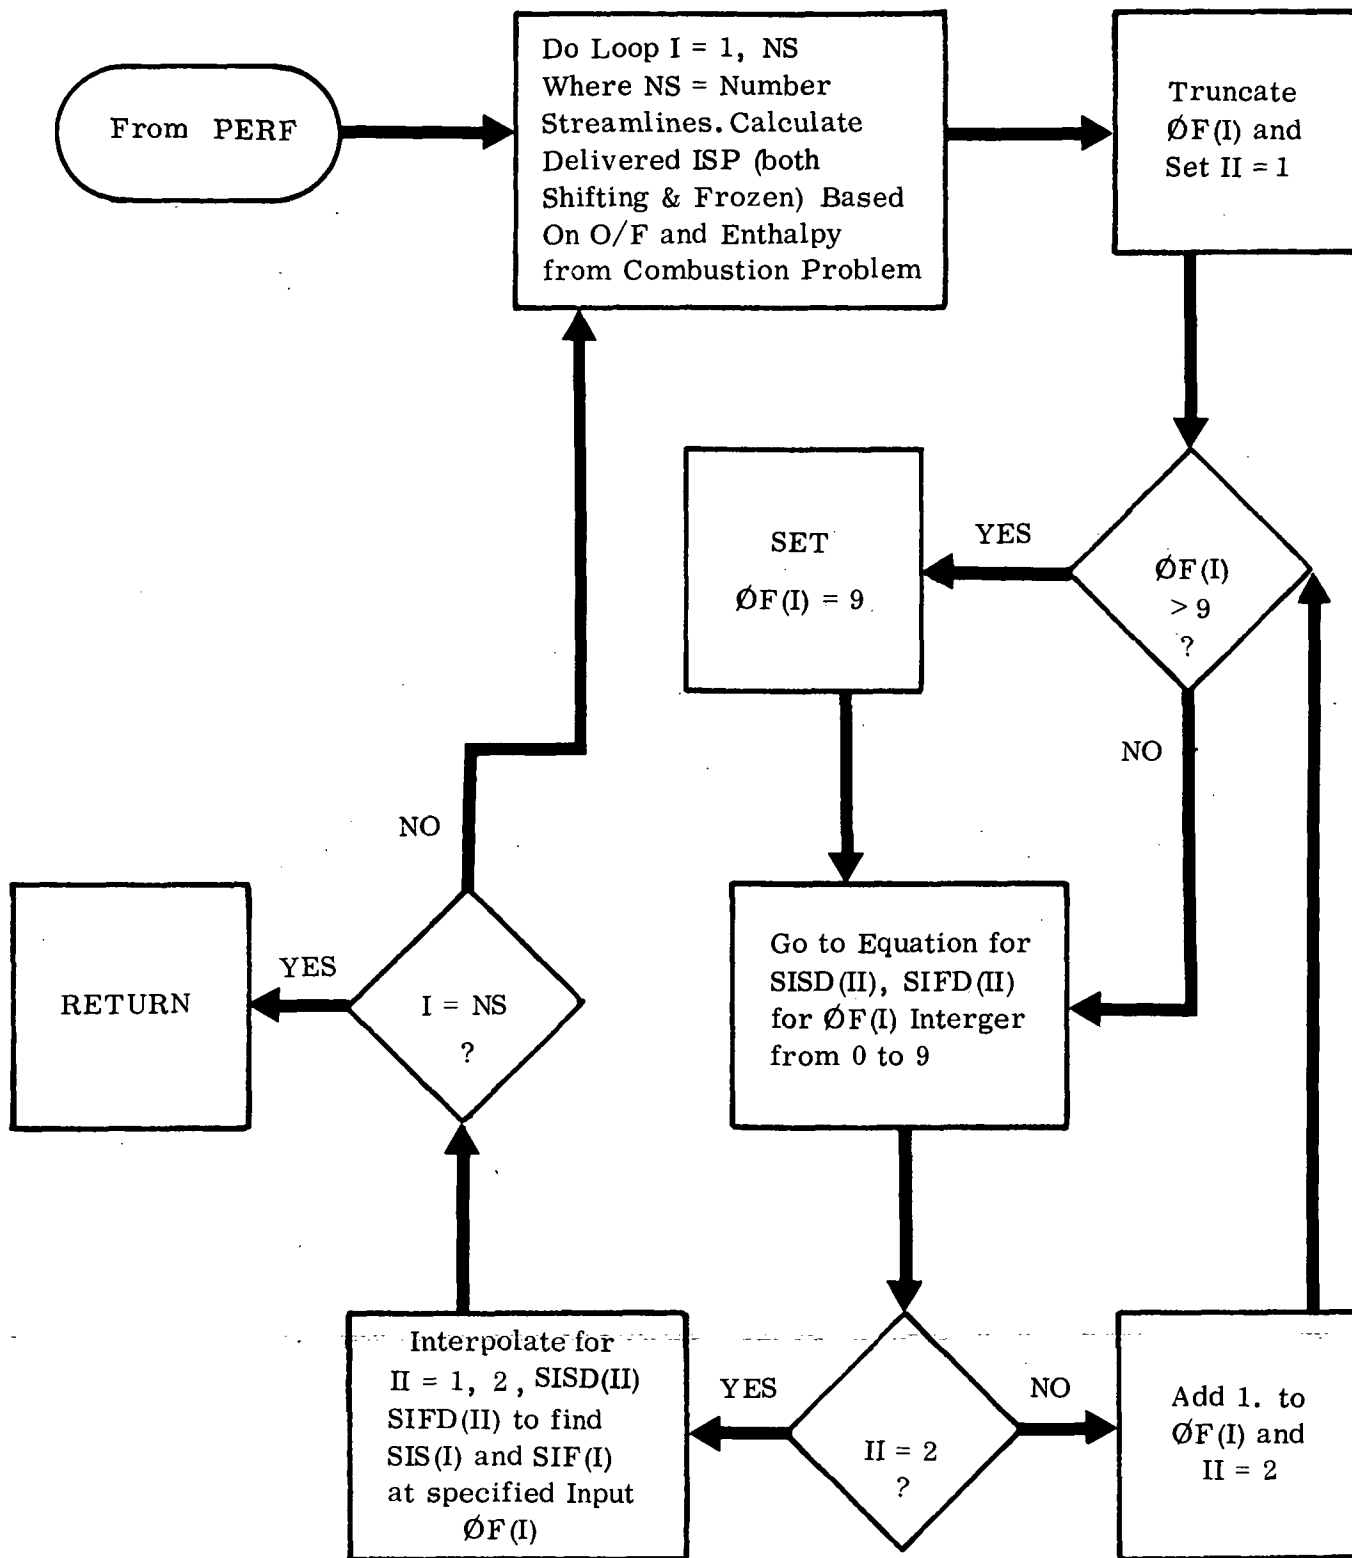 From PERF
Do Loop I = 1, NS
Where NS = Number
Streamlines. Calculate
Delivered ISP (both
Shifting & Frozen) Based
On O/F and Enthalpy
from Combustion Problem
Truncate
ØF(I) and
Set II = 1
ØF(I)
> 9
?
YES
NO
SET
ØF(I) = 9
Go to Equation for
SISD(II), SIFD(II)
for ØF(I) Interger
from 0 to 9
II = 2
?
YES
NO
Add 1. to
ØF(I) and
II = 2
Interpolate for
II = 1, 2, SISD(II)
SIFD(II) to find
SIS(I) and SIF(I)
at specified Input
ØF(I)
I = NS
?
NO
YES
RETURN